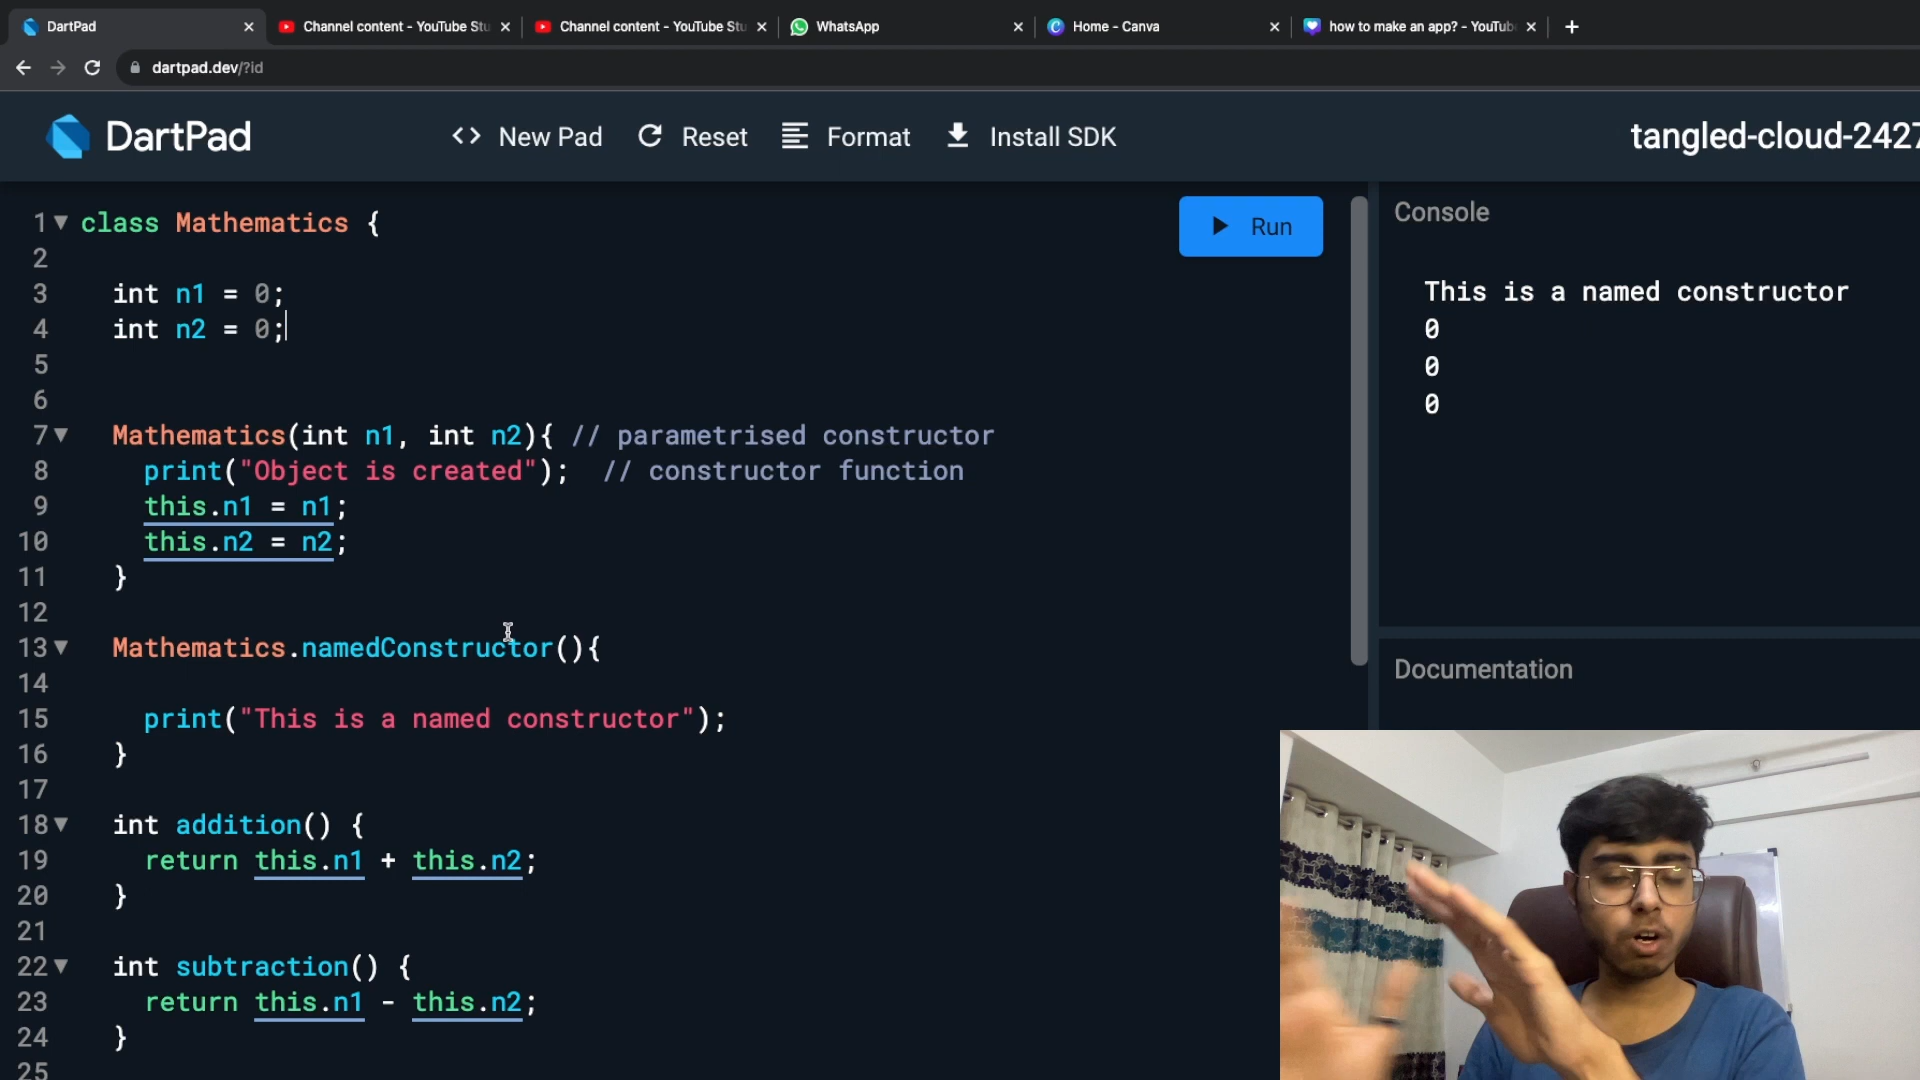 DartPad
Channel content - YouTube Stu
Channel content - YouTube Stu
WhatsApp
Home - Canva
how to make an app? - YouTub
dartpad.dev/?id
DartPad
<> New Pad
Reset
Format
Install SDK
tangled-cloud-2427
1 class Mathematics {
2
3 int n1 = 0;
4 int n2 = 0;
5
6
7 Mathematics(int n1, int n2){ // parametrised constructor
8 print("Object is created"); // constructor function
9 this.n1 = n1;
10 this.n2 = n2;
11 }
12
13 Mathematics.namedConstructor(){
14
15 print("This is a named constructor");
16 }
17
18 int addition() {
19 return this.n1 + this.n2;
20 }
21
22 int subtraction() {
23 return this.n1 - this.n2;
24 }
25
Run
Console
This is a named constructor
0
0
0
Documentation